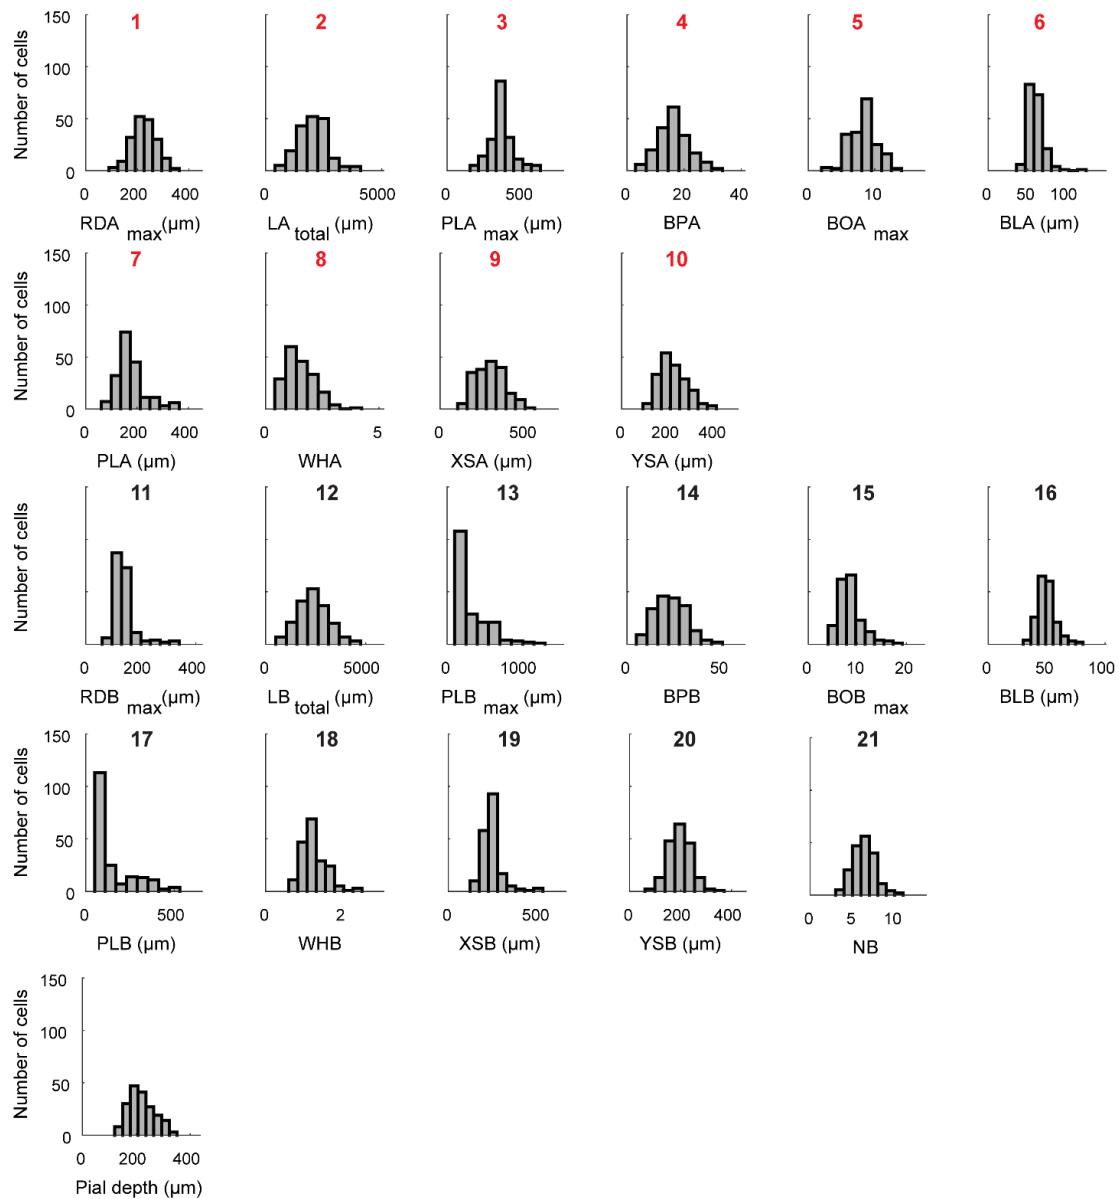 1 2 3 4 5 6
Number of cells
150
100
50
0
0 200 400 0 5000 0 500 0 20 40 0 10 0 50 100
RDA max (µm) LA total (µm) PLA max (µm) BPA BOA max BLA (µm)
7 8 9 10
Number of cells
150
100
50
0
0 200 400 0 5 0 500 0 200 400
PLA (µm) WHA XSA (µm) YSA (µm)
11 12 13 14 15 16
0 200 400 0 5000 0 1000 0 50 0 10 20 0 50 100
RDB max (µm) LB total (µm) PLB max (µm) BPB BOB max BLB (µm)
17 18 19 20 21
Number of cells
150
100
50
0
0 500 0 2 0 500 0 200 400 0 5 10
PLB (µm) WHB XSB (µm) YSB (µm) NB
Number of cells
150
100
50
0
0 200 400
Pial depth (µm)